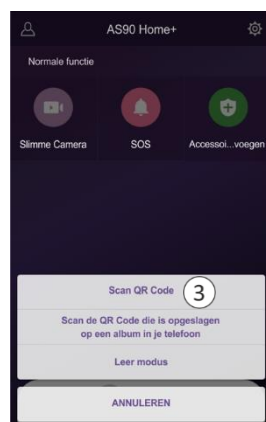 AS90 Home+
Normale functie
Slimme Camera
SOS
Accessoi...voegen
Scan QR Code
3
Scan de QR Code die is opgeslagen
op een album in je telefoon
Leer modus
ANNULEREN